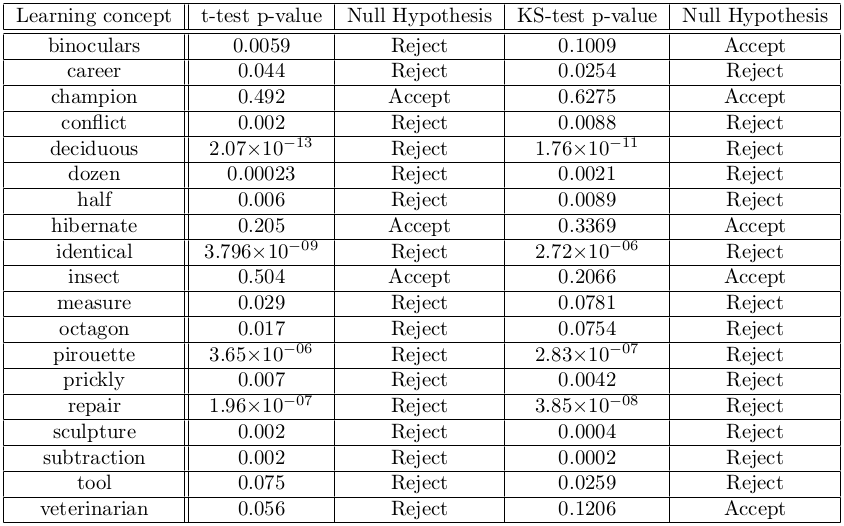 Learning concept t-test p-value Null Hypothesis KS-test p-value Null Hypothesis
binoculars 0.0059 Reject 0.1009 Accept
career 0.044 Reject 0.0254 Reject
champion 0.492 Accept 0.6275 Accept
conflict 0.002 Reject 0.0088 Reject
deciduous 2.07×10⁻¹³ Reject 1.76×10⁻¹¹ Reject
dozen 0.00023 Reject 0.0021 Reject
half 0.006 Reject 0.0089 Reject
hibernate 0.205 Accept 0.3369 Accept
identical 3.796×10⁻⁰⁹ Reject 2.72×10⁻⁰⁶ Reject
insect 0.504 Accept 0.2066 Accept
measure 0.029 Reject 0.0781 Reject
octagon 0.017 Reject 0.0754 Reject
pirouette 3.65×10⁻⁰⁶ Reject 2.83×10⁻⁰⁷ Reject
prickly 0.007 Reject 0.0042 Reject
repair 1.96×10⁻⁰⁷ Reject 3.85×10⁻⁰⁸ Reject
sculpture 0.002 Reject 0.0004 Reject
subtraction 0.002 Reject 0.0002 Reject
tool 0.075 Reject 0.0259 Reject
veterinarian 0.056 Reject 0.1206 Accept